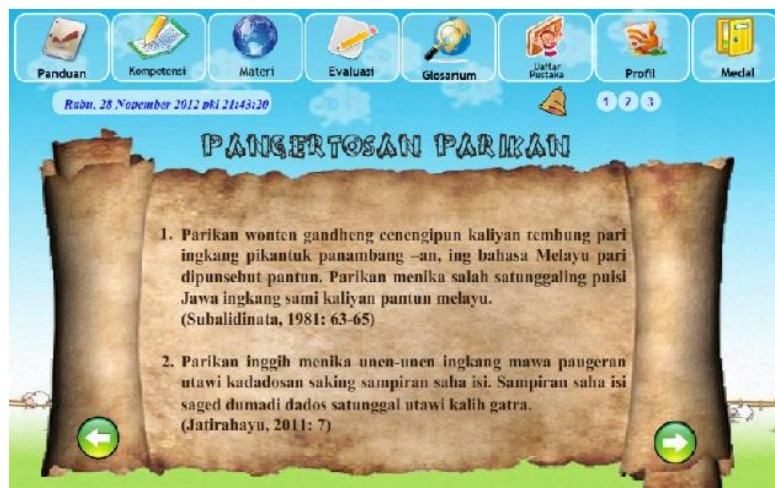 Panduan
Kompetensi
Materi
Evaluasi
Glosarium
Daftar
Pustaka
Profil
Medal
Rabu, 28 Nopember 2012 pkl 21:43:20
1 2 3
PANGERTOSAN PARIKAN
1. Parikan wonten gandheng cenengipun kaliyan tembung pari
ingkang pikantuk panambang –an, ing bahasa Melayu pari
dipunsebut pantun. Parikan menika salah satunggaling puisi
Jawa ingkang sami kaliyan pantun melayu.
(Subalidinata, 1981: 63-65)
2. Parikan inggih menika unen-unen ingkang mawa paugeran
utawi kadadosan saking sampiran saha isi. Sampiran saha isi
saged dumadi dados satunggal utawi kalih gatra.
(Jatirahayu, 2011: 7)